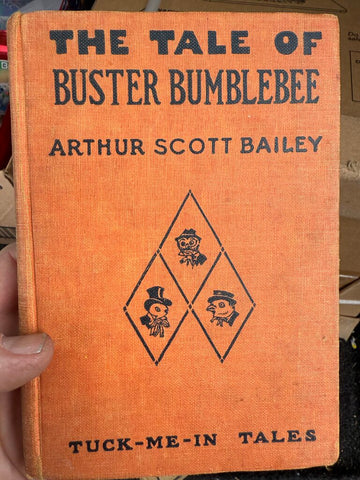 THE TALE OF
BUSTER BUMBLEBEE
ARTHUR SCOTT BAILEY
TUCK-ME-IN TALES